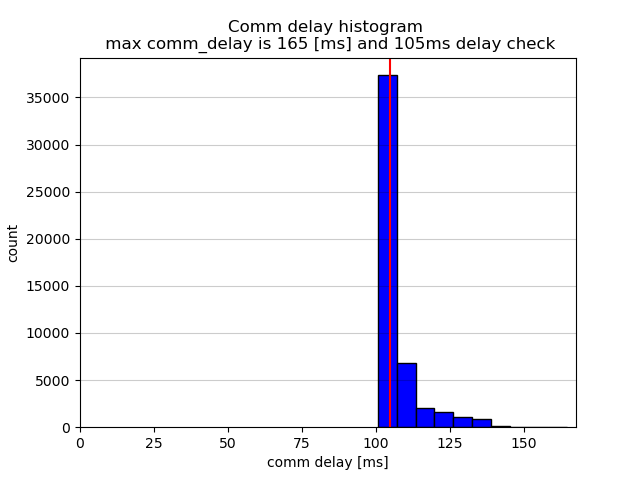 Comm delay histogram
max comm_delay is 165 [ms] and 105ms delay check
35000
30000
25000
20000
15000
10000
5000
0
count
0 25 50 75 100 125 150
comm delay [ms]